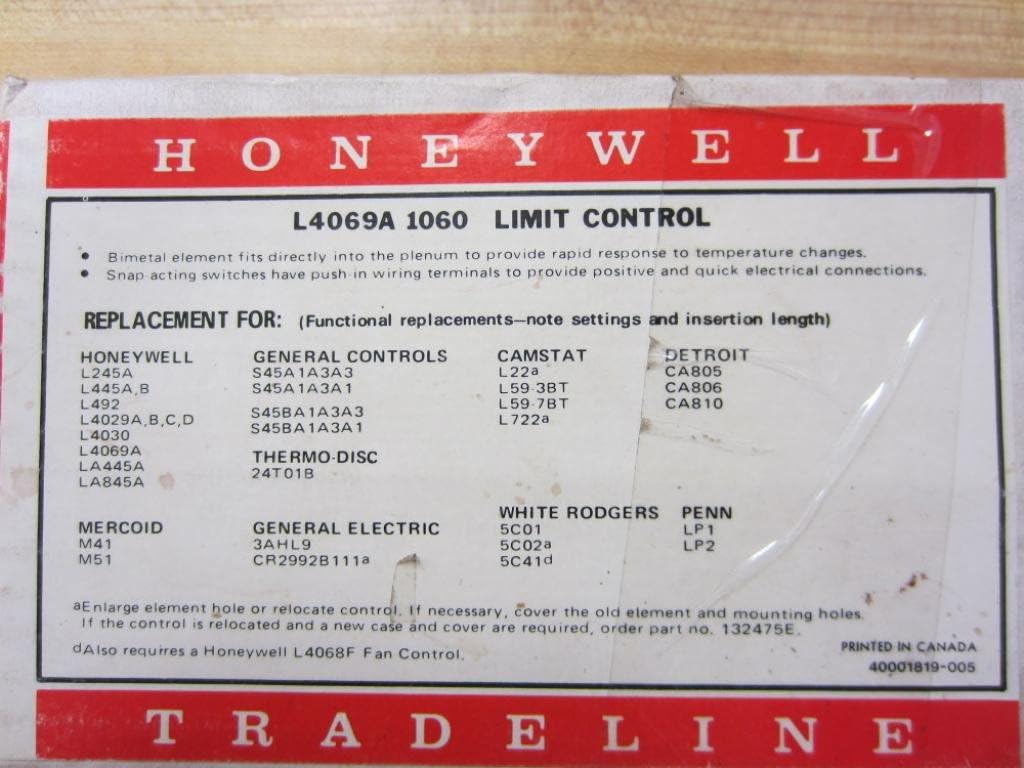 HONEYWELL
L4069A 1060 LIMIT CONTROL
• Bimetal element fits directly into the plenum to provide rapid response to temperature changes.
• Snap-acting switches have push-in wiring terminals to provide positive and quick electrical connections.
REPLACEMENT FOR: (Functional replacements—note settings and insertion length)
HONEYWELL
L245A
L445A,B
L492
L4029A,B,C,D
L4030
L4069A
LA445A
LA845A
GENERAL CONTROLS
S45A1A3A3
S45A1A3A1
S45BA1A3A3
S45BA1A3A1
THERMO-DISC
24T01B
CAMSTAT
L22a
L59-3BT
L59-7BT
L722a
DETROIT
CA805
CA806
CA810
MERCOID
M41
M51
GENERAL ELECTRIC
3AHL9
CR2992B111a
WHITE RODGERS
5C01
5C02a
5C41d
PENN
LP1
LP2
aEnlarge element hole or relocate control. If necessary, cover the old element and mounting holes.
If the control is relocated and a new case and cover are required, order part no. 132475E.
dAlso requires a Honeywell L4068F Fan Control.
PRINTED IN CANADA
40001819-005
TRADELINE